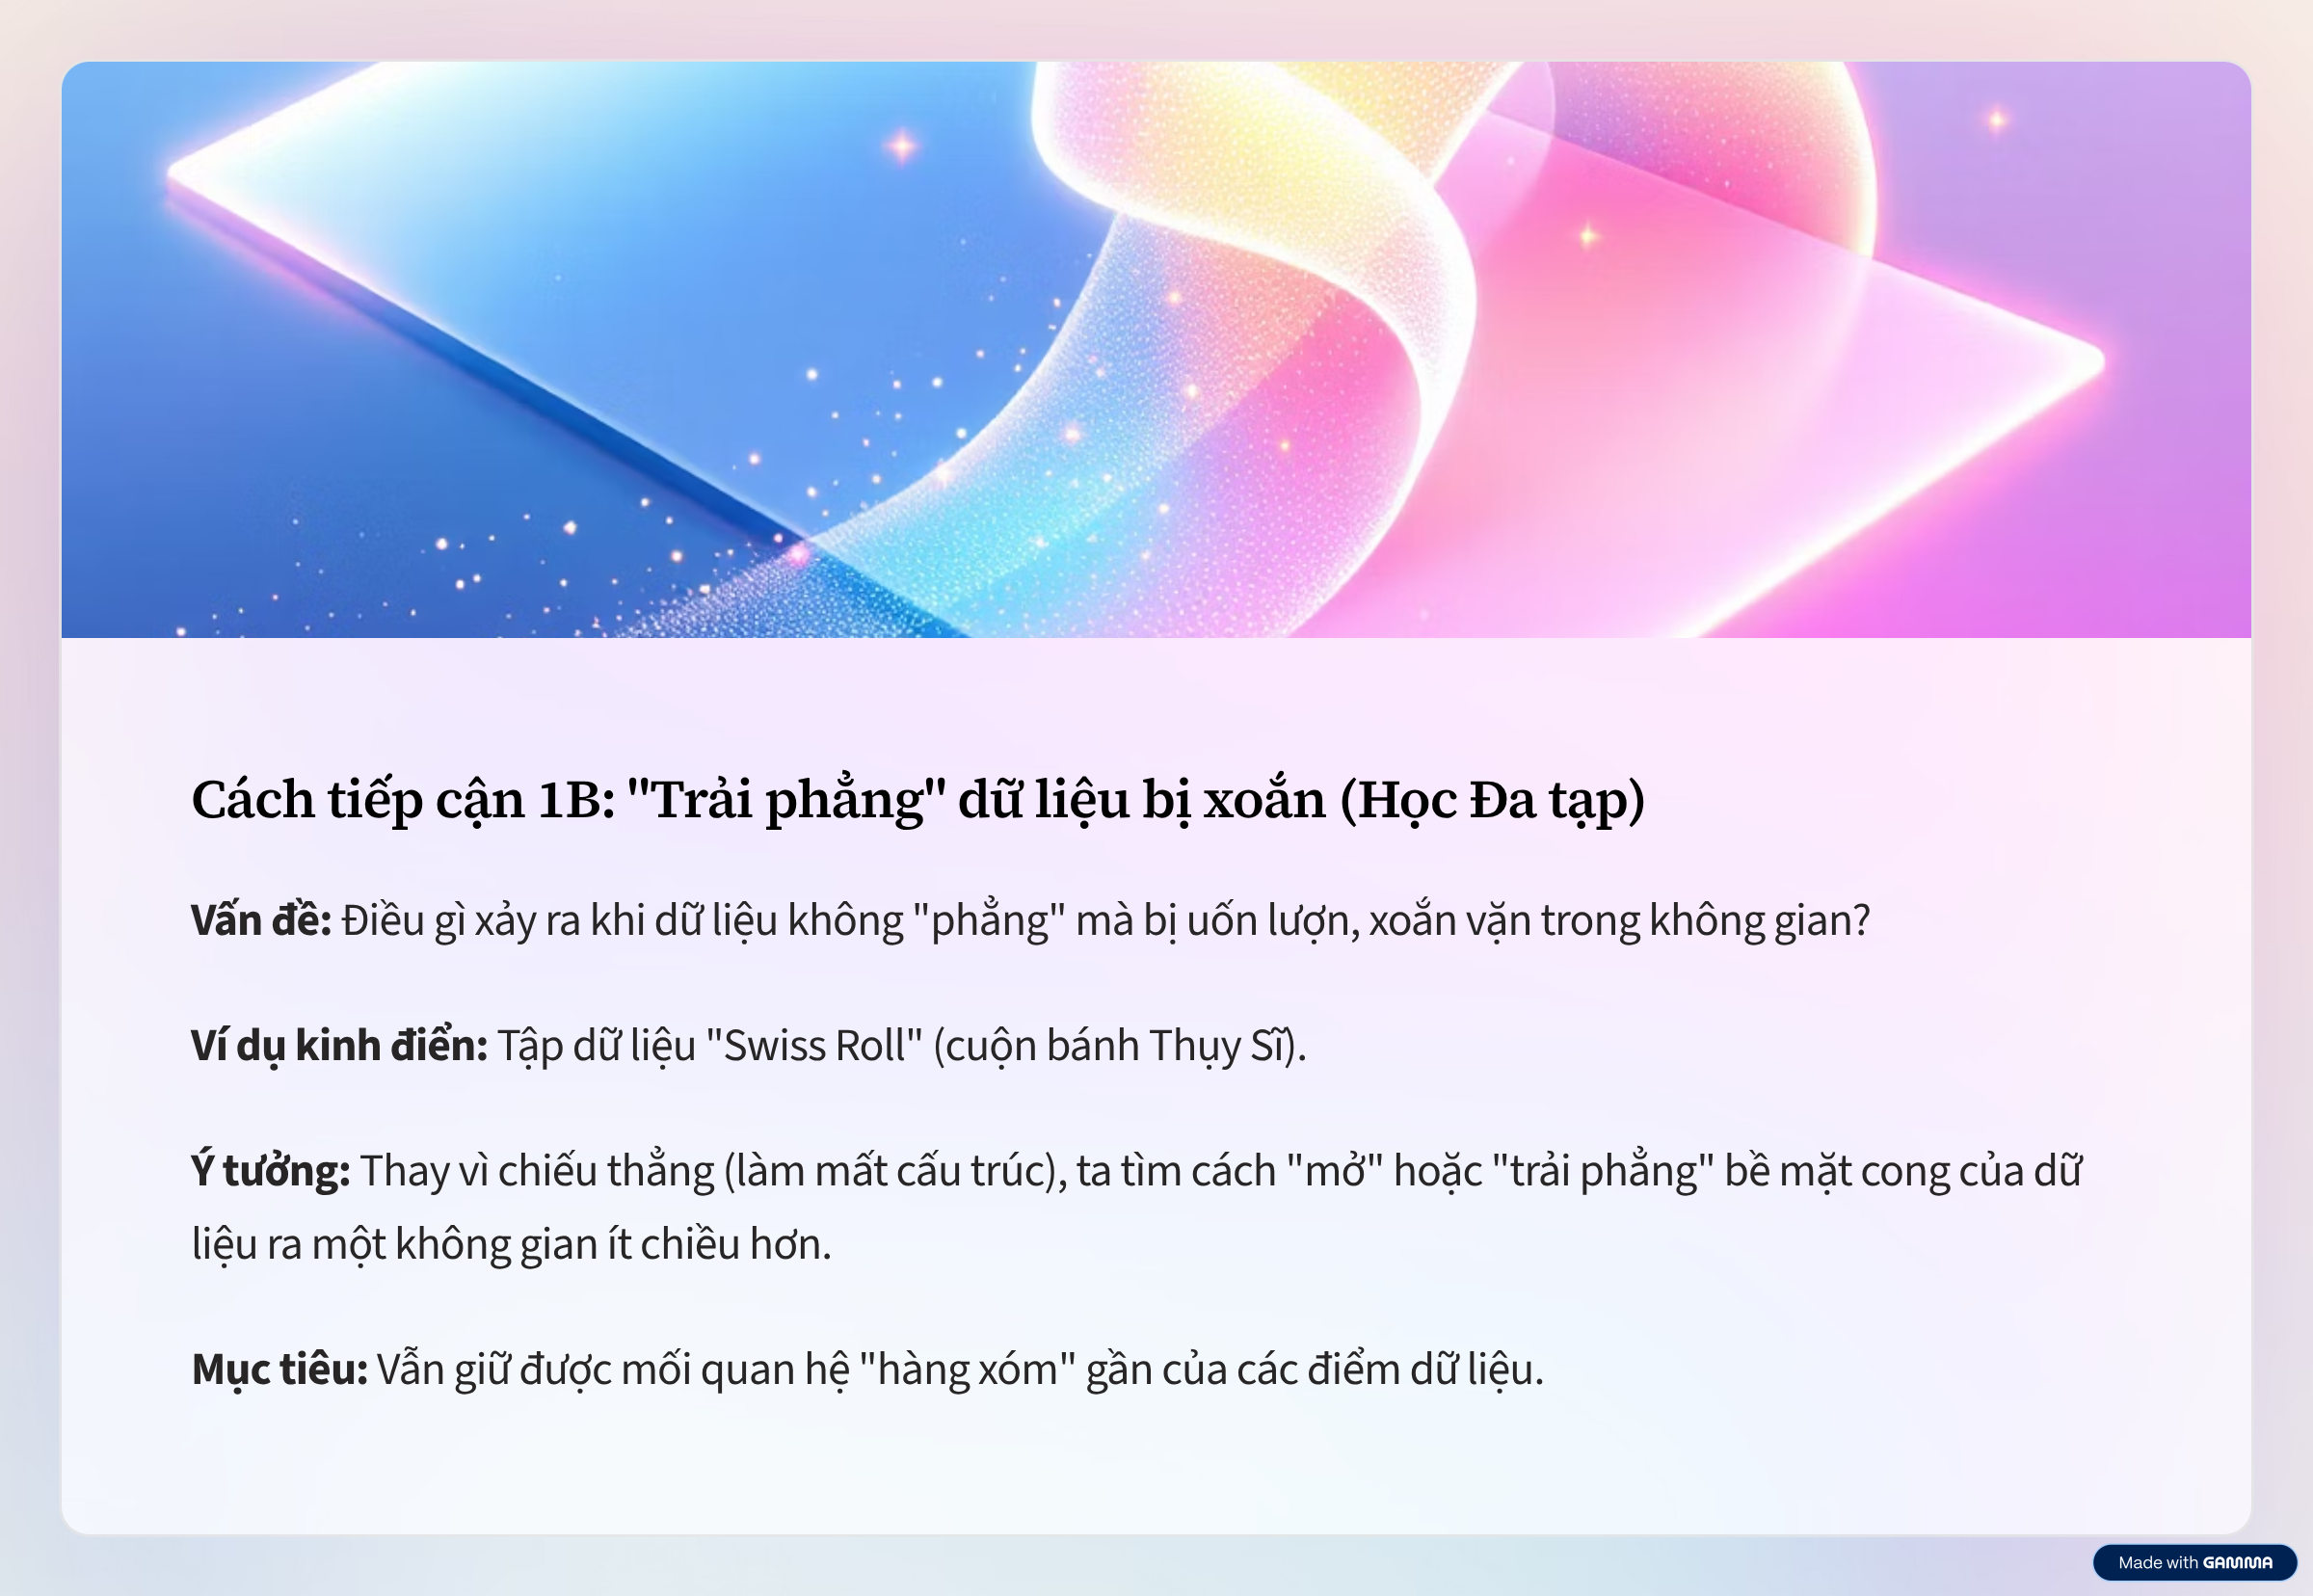 Cách tiếp cận 1B: "Trải phẳng" dữ liệu bị xoắn (Học Đa tạp)
Vấn đề: Điều gì xảy ra khi dữ liệu không "phẳng" mà bị uốn lượn, xoắn vặn trong không gian?
Ví dụ kinh điển: Tập dữ liệu "Swiss Roll" (cuộn bánh Thụy Sĩ).
Ý tưởng: Thay vì chiếu thẳng (làm mất cấu trúc), ta tìm cách "mở" hoặc "trải phẳng" bề mặt cong của dữ
liệu ra một không gian ít chiều hơn.
Mục tiêu: Vẫn giữ được mối quan hệ "hàng xóm" gần của các điểm dữ liệu.
Made with GAMMA